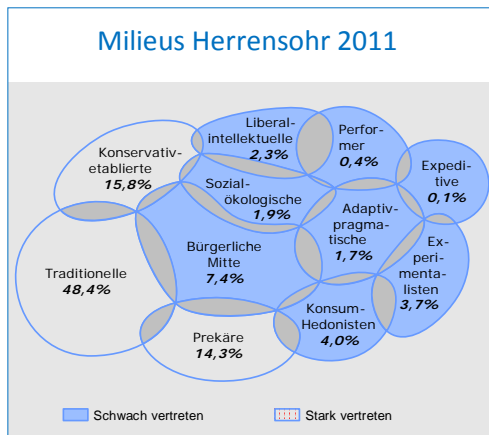 Milieus Herrensohr 2011
Liberal-
intellektuelle
2,3%
Perfor-
mer
0,4%
Konservativ-
etablierte
15,8%
Expedi-
tive
0,1%
Sozial-
ökologische
1,9%
Adaptiv-
pragma-
tische
1,7%
Traditionelle
48,4%
Bürgerliche
Mitte
7,4%
Ex-
peri-
menta-
listen
3,7%
Konsum-
Hedonisten
4,0%
Prekäre
14,3%
Schwach vertreten
Stark vertreten